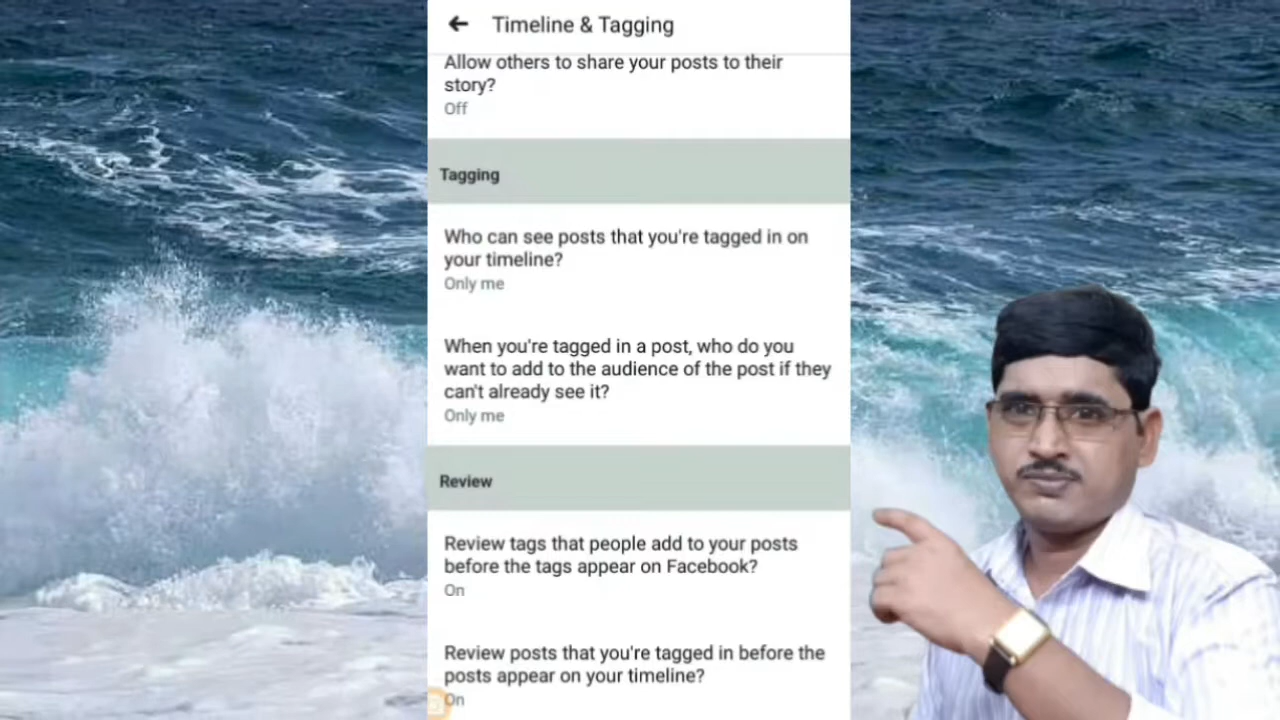 Timeline & Tagging
Allow others to share your posts to their
story?
Off
Tagging
Who can see posts that you're tagged in on
your timeline?
Only me
When you're tagged in a post, who do you
want to add to the audience of the post if they
can't already see it?
Only me
Review
Review tags that people add to your posts
before the tags appear on Facebook?
On
Review posts that you're tagged in before the
posts appear on your timeline?
On